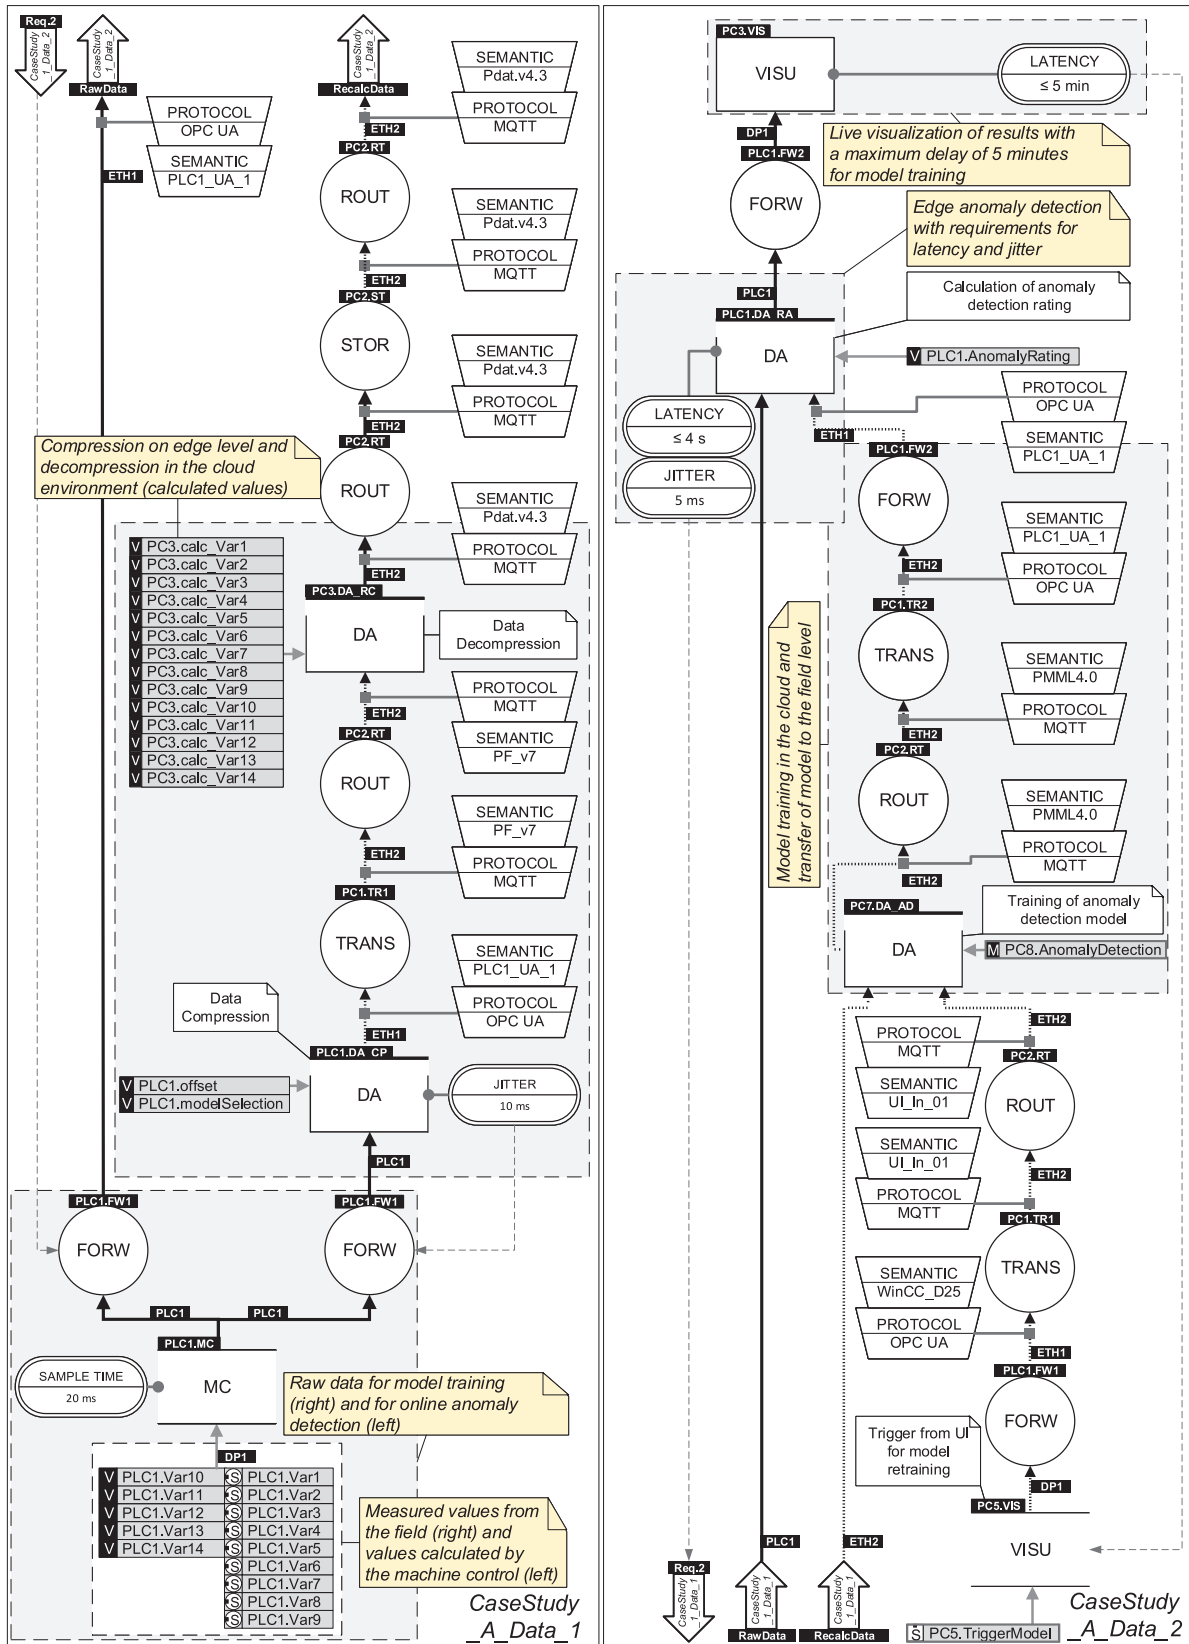 Req.2
CaseStudy
_1_Data_2
CaseStudy
_1_Data_2
RawData
PROTOCOL
OPC UA
SEMANTIC
PLC1_UA_1
ETH1
CaseStudy
_1_Data_2
RecalcData
SEMANTIC
Pdat.v4.3
PROTOCOL
MQTT
ETH2
PC2.RT
ROUT
SEMANTIC
Pdat.v4.3
PROTOCOL
MQTT
ETH2
PC2.ST
STOR
SEMANTIC
Pdat.v4.3
PROTOCOL
MQTT
ETH2
PC2.RT
ROUT
Compression on edge level and
decompression in the cloud
environment (calculated values)
SEMANTIC
Pdat.v4.3
PROTOCOL
MQTT
ETH2
V PC3.calc_Var1
V PC3.calc_Var2
V PC3.calc_Var3
V PC3.calc_Var4
V PC3.calc_Var5
V PC3.calc_Var6
V PC3.calc_Var7
V PC3.calc_Var8
V PC3.calc_Var9
V PC3.calc_Var10
V PC3.calc_Var11
V PC3.calc_Var12
V PC3.calc_Var13
V PC3.calc_Var14
PC3.DA_RC
DA
Data
Decompression
PROTOCOL
MQTT
SEMANTIC
PF_v7
ETH2
PC2.RT
ROUT
SEMANTIC
PF_v7
PROTOCOL
MQTT
ETH2
PC1.TR1
TRANS
SEMANTIC
PLC1_UA_1
PROTOCOL
OPC UA
ETH1
Data
Compression
PLC1.DA_CP
DA
V PLC1.offset
V PLC1.modelSelection
JITTER
10 ms
PLC1
PLC1.FW1
FORW
PLC1.FW1
FORW
PLC1
PLC1
PLC1.MC
MC
SAMPLE TIME
20 ms
Raw data for model training
(right) and for online anomaly
detection (left)
DP1
V PLC1.Var10
V PLC1.Var11
V PLC1.Var12
V PLC1.Var13
V PLC1.Var14
S PLC1.Var1
S PLC1.Var2
S PLC1.Var3
S PLC1.Var4
S PLC1.Var5
S PLC1.Var6
S PLC1.Var7
S PLC1.Var8
S PLC1.Var9
Measured values from
the field (right) and
values calculated by
the machine control (left)
CaseStudy
_A_Data_1
PC3.VIS
VISU
LATENCY
≤ 5 min
DP1
PLC1.FW2
FORW
Live visualization of results with
a maximum delay of 5 minutes
for model training
Edge anomaly detection
with requirements for
latency and jitter
PLC1
PLC1.DA_RA
DA
Calculation of anomaly
detection rating
V PLC1.AnomalyRating
LATENCY
≤ 4 s
JITTER
5 ms
PROTOCOL
OPC UA
SEMANTIC
PLC1_UA_1
ETH1
PLC1.FW2
FORW
SEMANTIC
PLC1_UA_1
PROTOCOL
OPC UA
ETH2
PC1.TR2
TRANS
Model training in the cloud and
transfer of model to the field level
SEMANTIC
PMML4.0
PROTOCOL
MQTT
ETH2
PC2.RT
ROUT
SEMANTIC
PMML4.0
PROTOCOL
MQTT
ETH2
PC7.DA_AD
DA
Training of anomaly
detection model
M PC8.AnomalyDetection
ETH2
PROTOCOL
MQTT
SEMANTIC
UI_In_01
PC2.RT
ROUT
SEMANTIC
UI_In_01
PROTOCOL
MQTT
ETH2
PC1.TR1
TRANS
SEMANTIC
WinCC_D25
PROTOCOL
OPC UA
ETH1
PLC1.FW1
FORW
Trigger from UI
for model
retraining
DP1
PC5.VIS
VISU
S PC5.TriggerModel
Req.2
CaseStudy
_1_Data_1
PLC1
CaseStudy
_1_Data_1
RawData
ETH2
CaseStudy
_1_Data_1
RecalcData
CaseStudy
_A_Data_2